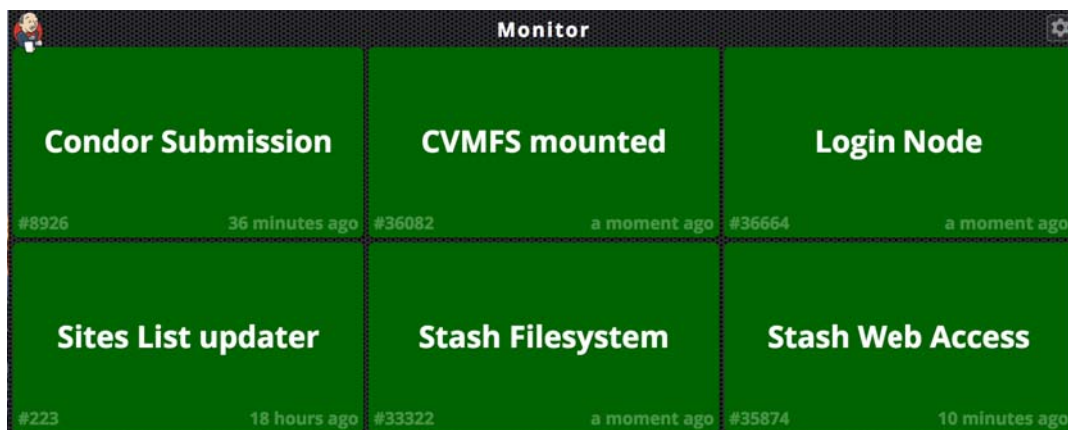 Monitor
Condor Submission
#8926 36 minutes ago
CVMFS mounted
#36082 a moment ago
Login Node
#36664 a moment ago
Sites List updater
#223 18 hours ago
Stash Filesystem
#33322 a moment ago
Stash Web Access
#35874 10 minutes ago